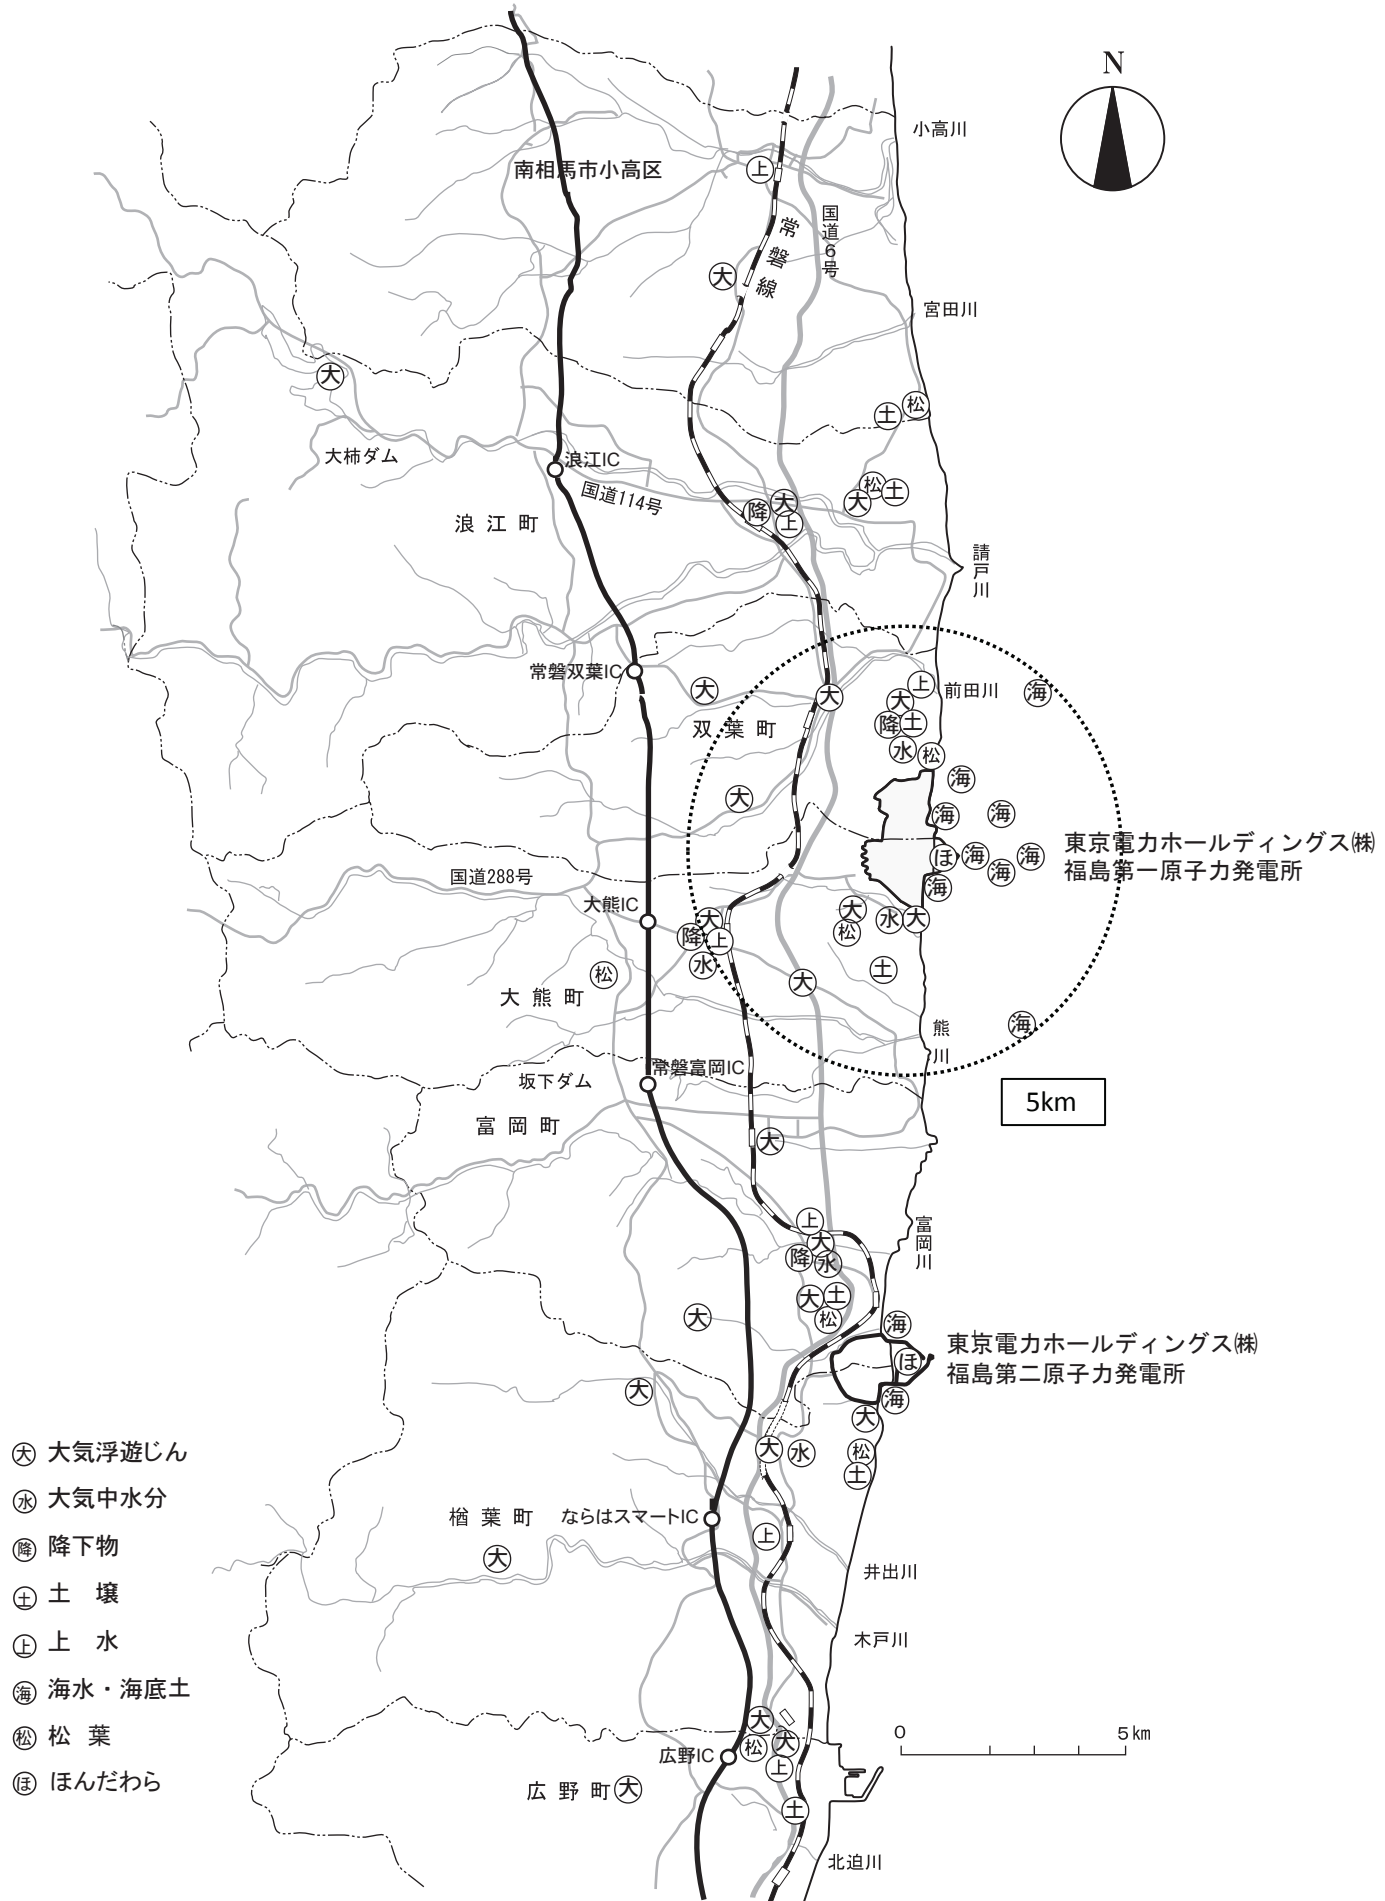 N
小高川
南相馬市小高区
上
国道6号
常磐線
大
宮田川
大
松
土
大柿ダム
浪江IC
国道114号
松
土
大
大
降
上
浪江町
請戸川
常磐双葉IC
大
大
上
前田川
海
大
降
土
双葉町
水
松
海
大
海
海
東京電力ホールディングス㈱
福島第一原子力発電所
ほ
海
海
海
海
国道288号
大熊IC
大
降
上
水
大
松
水
大
松
土
大
大熊町
海
熊川
常磐富岡IC
坂下ダム
5km
富岡町
大
上
大
降
水
富岡川
大
土
松
大
海
東京電力ホールディングス㈱
福島第二原子力発電所
ほ
大
海
大
大
水
松
土
大 大気浮遊じん
水 大気中水分
降 降下物
土 土 壌
上 上 水
海 海水・海底土
松 松 葉
ほ ほんだわら
楢葉町
ならはスマートIC
上
大
井出川
木戸川
大
松
大
広野IC
上
0
5km
広野町
大
土
北迫川